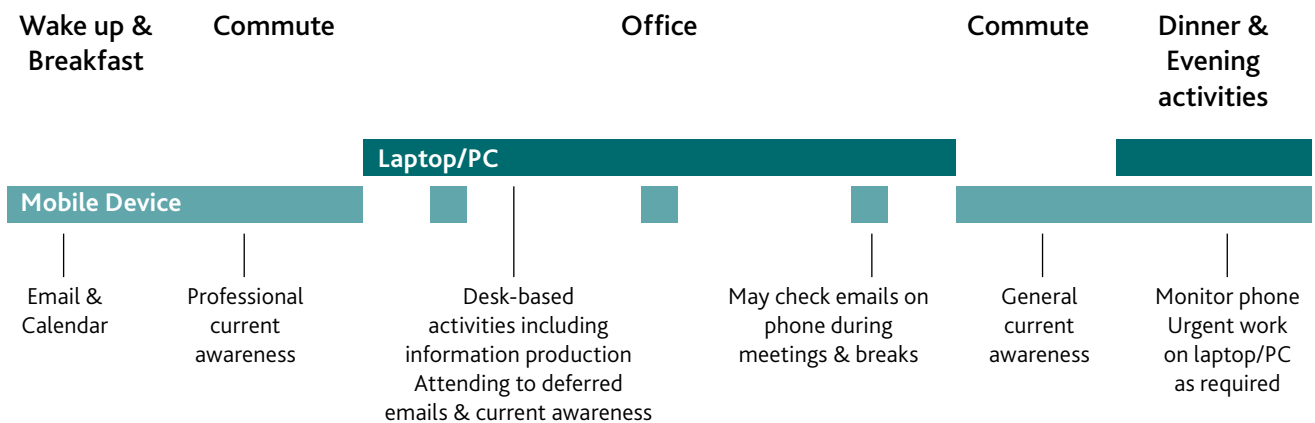 Wake up &
Breakfast
Commute
Office
Commute
Dinner &
Evening
activities
Laptop/PC
Mobile Device
Email &
Calendar
Professional
current
awareness
Desk-based
activities including
information production
Attending to deferred
emails & current awareness
May check emails on
phone during
meetings & breaks
General
current
awareness
Monitor phone
Urgent work
on laptop/PC
as required